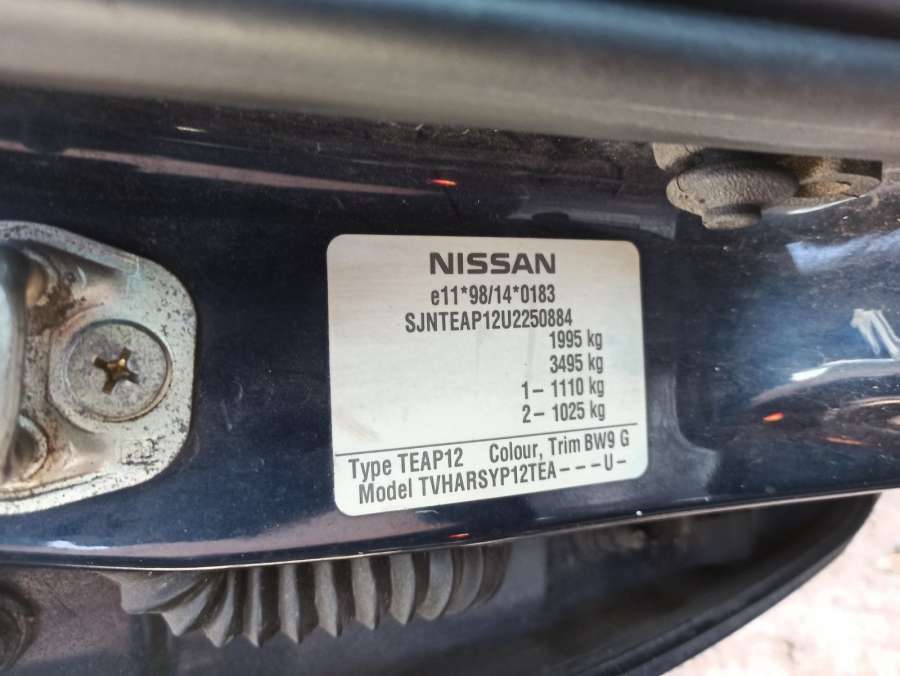 NISSAN
e11*98/14*0183
SJNTEAP12U2250884
1995 kg
3495 kg
1- 1110 kg
2- 1025 kg
Type TEAP12 Colour, Trim BW9 G
Model TVHARSYP12TEA---U-